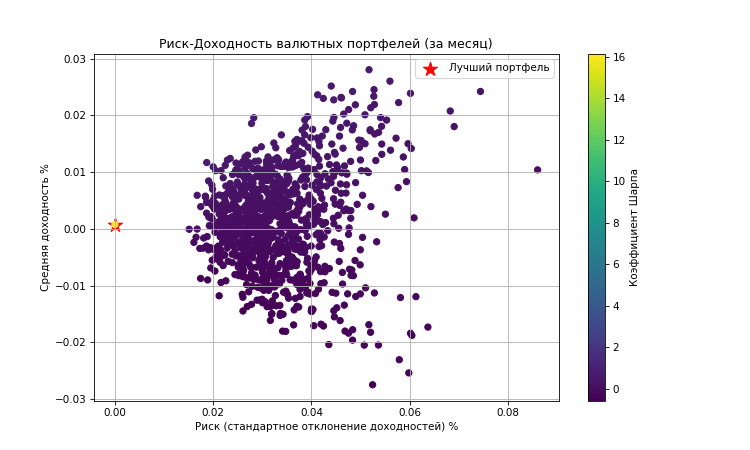 Риск-Доходность валютных портфелей (за месяц)
Лучший портфель
Средняя доходность %
0.03
0.02
0.01
0.00
−0.01
−0.02
−0.03
0.00 0.02 0.04 0.06 0.08
Риск (стандартное отклонение доходностей) %
16
14
12
10
8
6
4
2
0
Коэффициент Шарпа